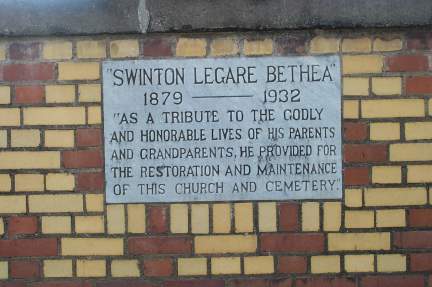 "SWINTON LEGARE BETHEA"
1879 — 1932
"AS A TRIBUTE TO THE GODLY
AND HONORABLE LIVES OF HIS PARENTS
AND GRANDPARENTS, HE PROVIDED FOR
THE RESTORATION AND MAINTENANCE
OF THIS CHURCH AND CEMETERY."